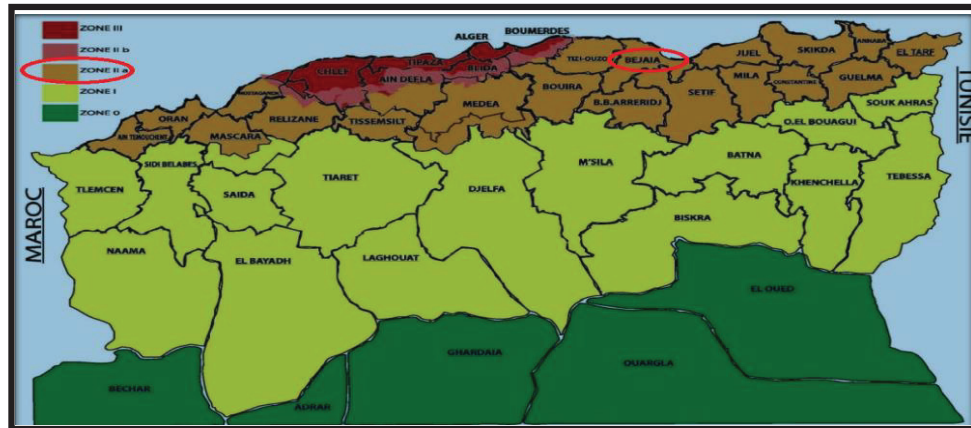 ZONE III
ZONE II b
ZONE II a
ZONE I
ZONE 0
ALGER
BOUMERDES
TIPAZA
CHLEF
BLIDA
AIN DEFLA
TIZI-OUZO
BEJAIA
JIJEL
SKIKDA
ANNABA
EL TARF
MOSTAGANEM
ORAN
AIN TEMOUCHENT
MASCARA
RELIZANE
TISSEMSILT
MEDEA
BOUIRA
B.B.ARRERIDJ
SETIF
MILA
CONSTANTINE
GUELMA
SOUK AHRAS
O.EL BOUAGUI
TUNISIE
SIDI BELABES
TLEMCEN
SAIDA
TIARET
DJELFA
M'SILA
BATNA
KHENCHELLA
TEBESSA
BISKRA
MAROC
NAAMA
EL BAYADH
LAGHOUAT
EL OUED
GHARDAIA
OUARGLA
BECHAR
ADRAR